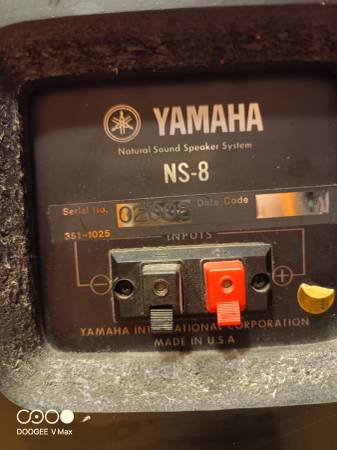 YAMAHA
Natural Sound Speaker System
NS-8
Serial No. Date Code
351-1025
INPUTS
− +
YAMAHA INTERNATIONAL CORPORATION
MADE IN U.S.A
DOOGEE V Max